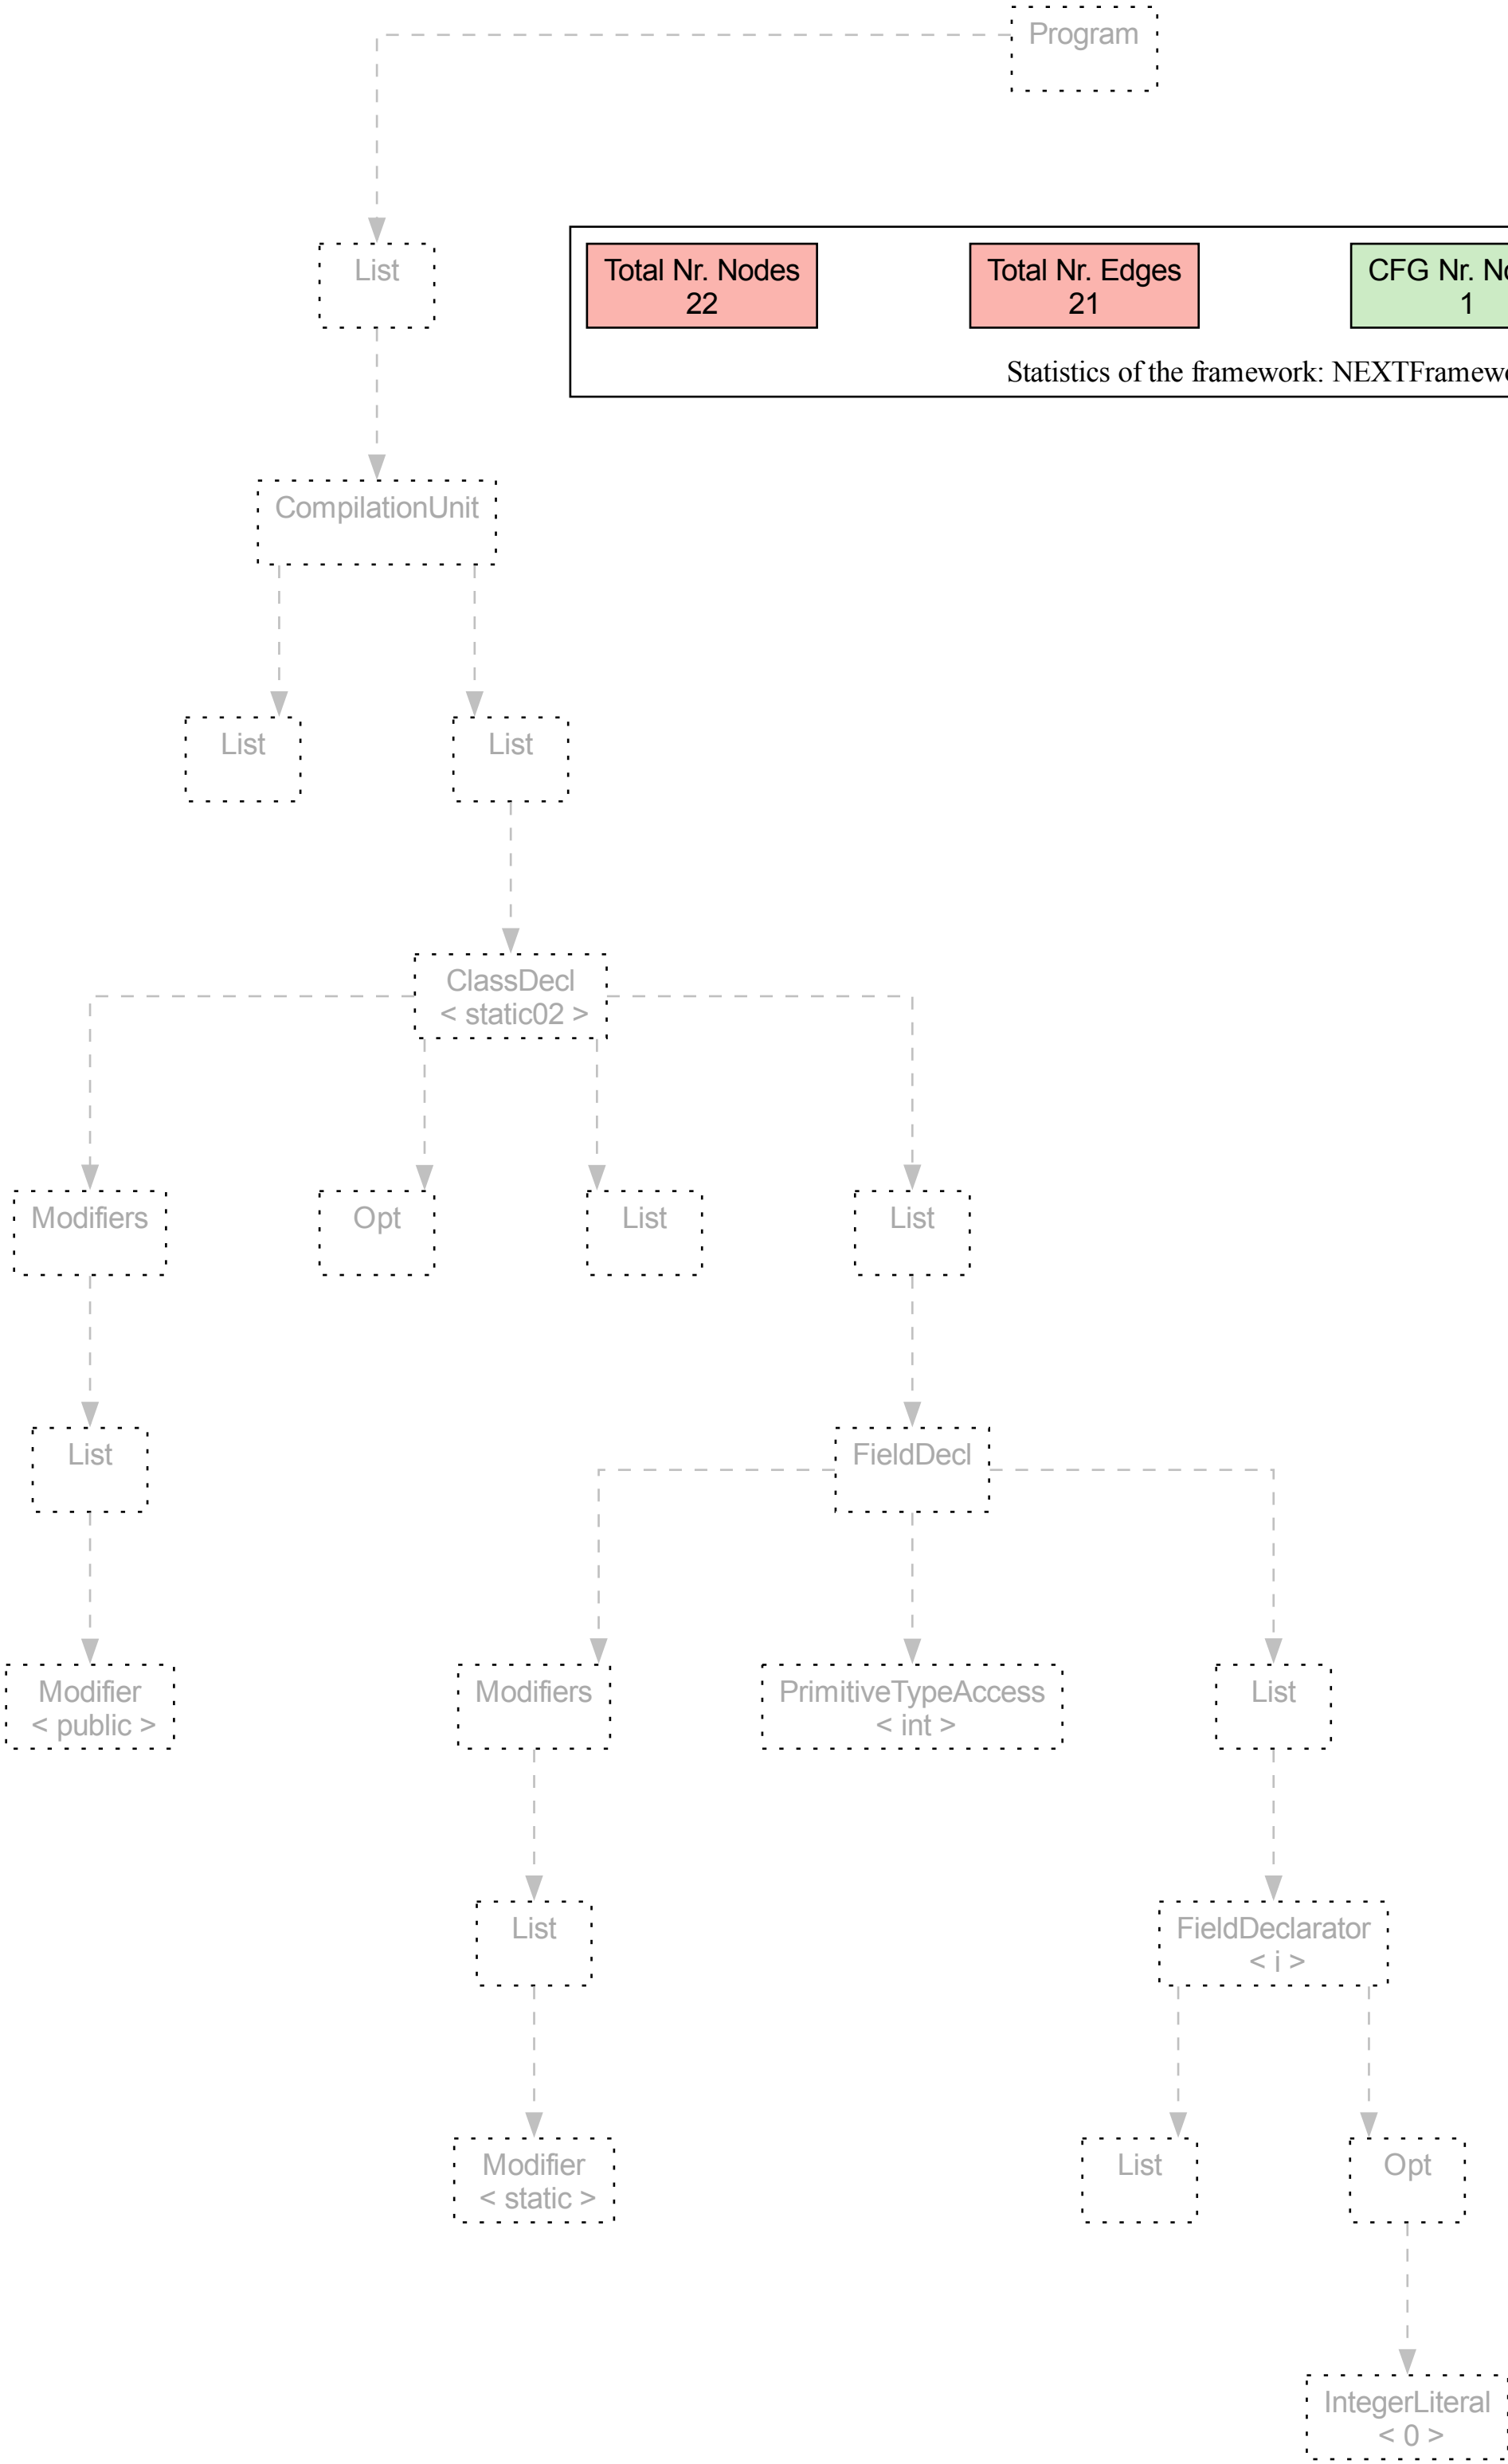 Program
List
Total Nr. Nodes
22
Total Nr. Edges
21
CFG Nr.
1
Statistics of the framework:
CompilationUnit
List
List
ClassDecl
< static02 >
Modifiers
Opt
List
List
List
FieldDecl
Modifier
< public >
Modifiers
PrimitiveTypeAccess
< int >
List
List
FieldDeclarator
< i >
Modifier
< static >
List
Opt
IntegerLiteral
< 0 >